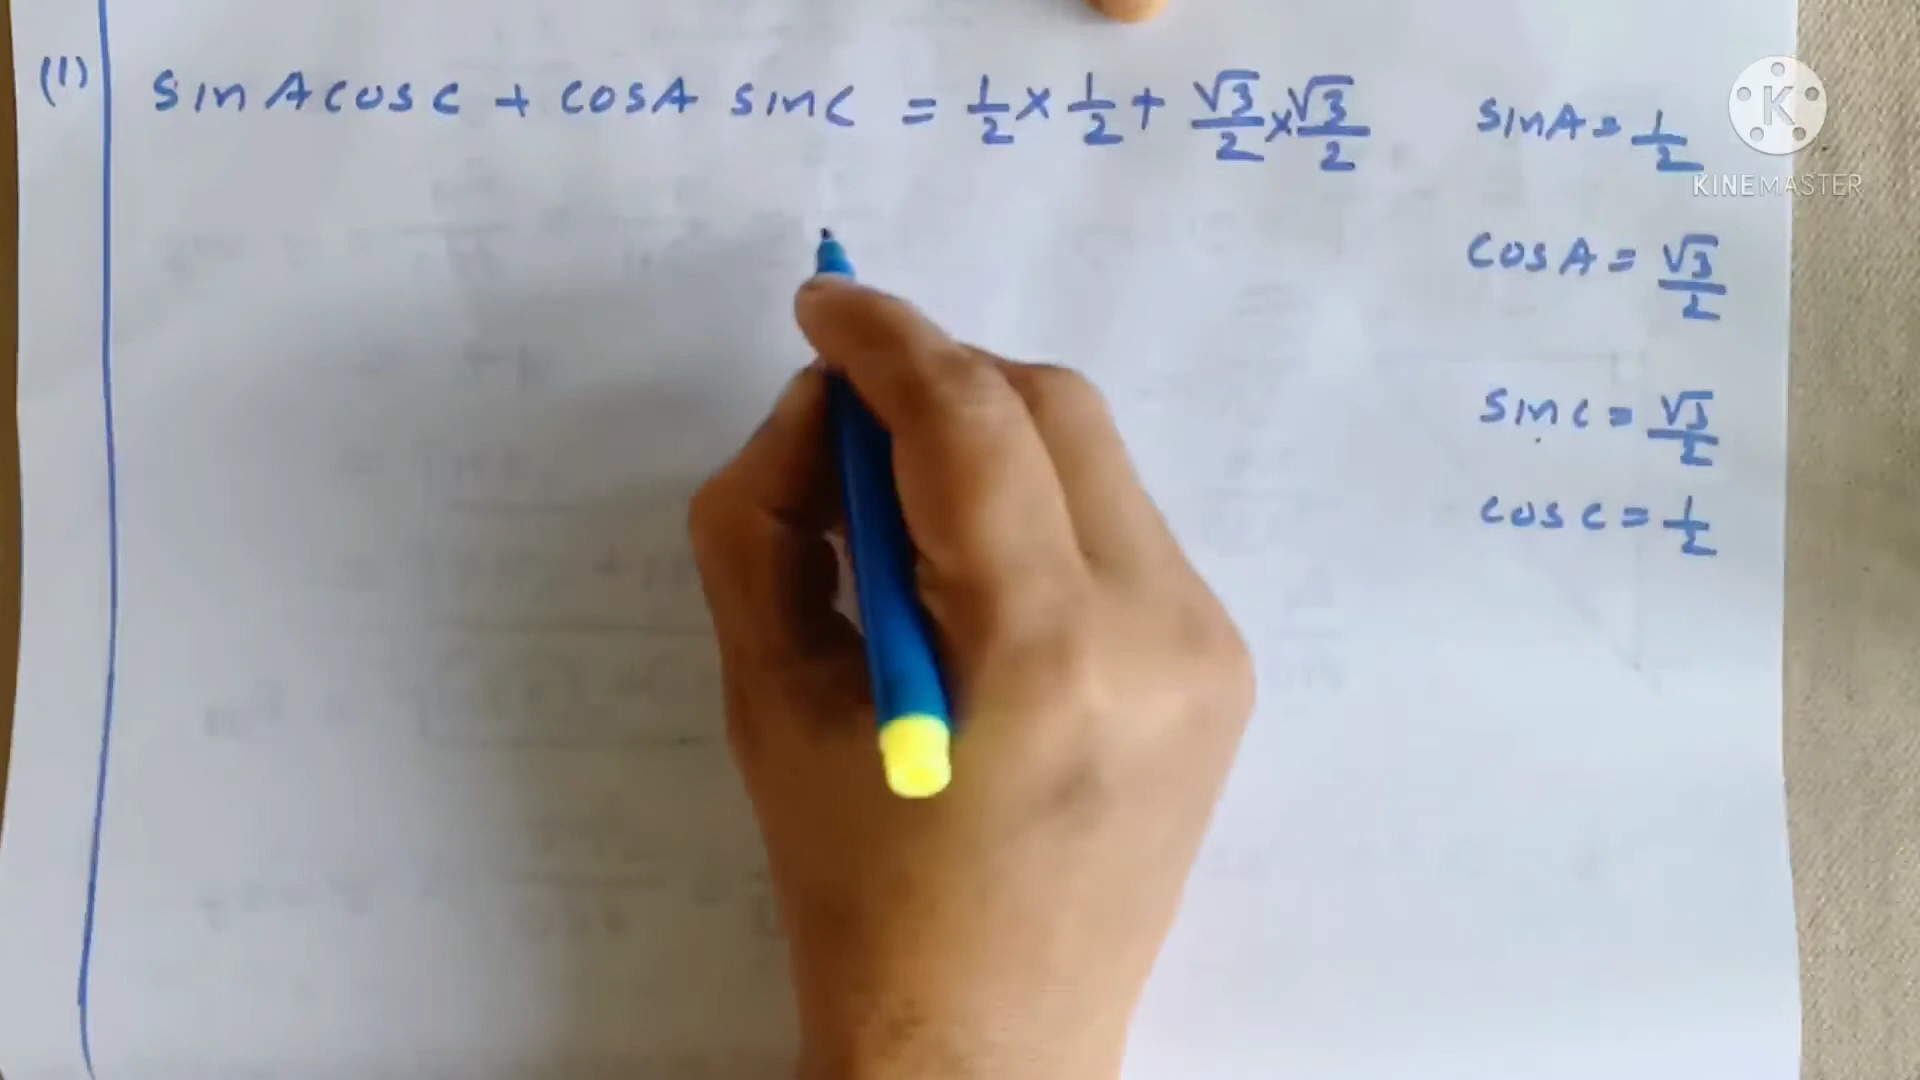 (1) sin A cos C + cos A sin C = 1/2 × 1/2 + √3/2 × √3/2
sin A = 1/2
KINEMASTER
cos A = √3/2
sin C = √3/2
cos C = 1/2